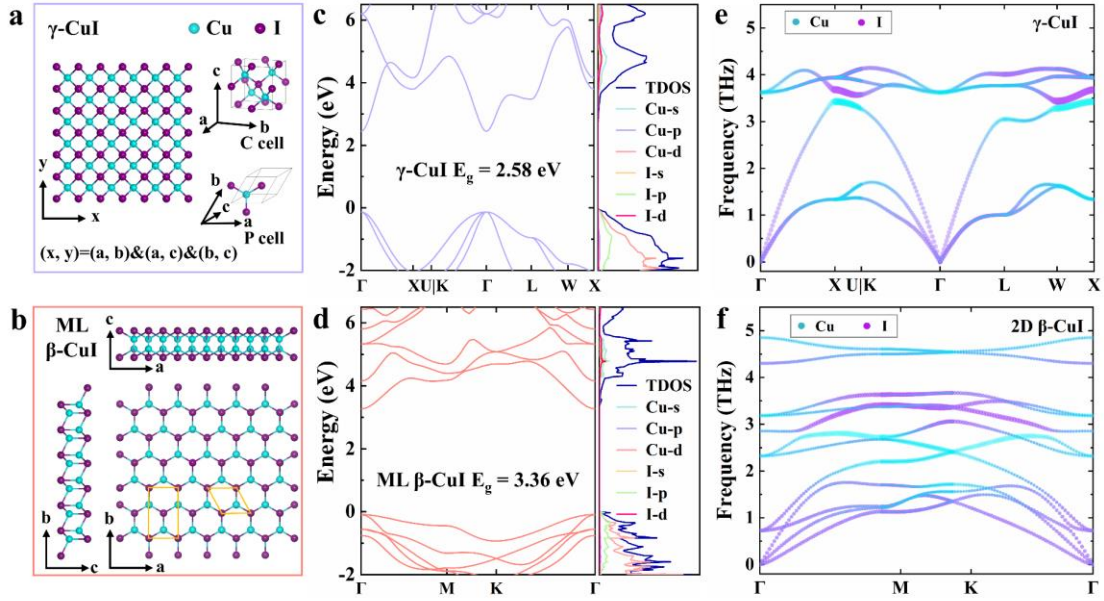 a
γ-CuI
Cu
I
c
a
b
C cell
y
x
b
c
a
P cell
(x, y)=(a, b)&(a, c)&(b, c)
c
Energy (eV)
6
4
2
0
-2
γ-CuI Eg = 2.58 eV
Γ X U|K Γ L W X
TDOS
Cu-s
Cu-p
Cu-d
I-s
I-p
I-d
e
Cu
I
γ-CuI
Frequency (THz)
5
4
3
2
1
0
Γ X U|K Γ L W X
b
ML
β-CuI
c
a
b
c
b
a
d
Energy (eV)
6
4
2
0
-2
ML β-CuI Eg = 3.36 eV
Γ M K Γ
TDOS
Cu-s
Cu-p
Cu-d
I-s
I-p
I-d
f
Cu
I
2D β-CuI
Frequency (THz)
5
4
3
2
1
0
Γ M K Γ